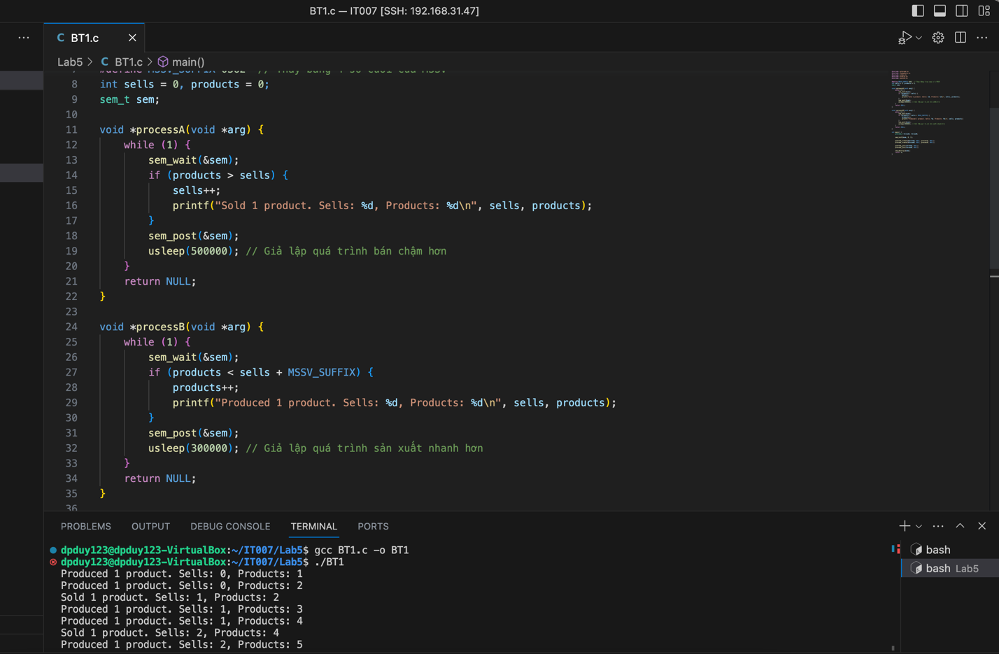 BT1.c — IT007 [SSH: 192.168.31.47]
C BT1.c
Lab5 > C BT1.c > main()
8 int sells = 0, products = 0;
9 sem_t sem;
10
11 void *processA(void *arg) {
12 while (1) {
13 sem_wait(&sem);
14 if (products > sells) {
15 sells++;
16 printf("Sold 1 product. Sells: %d, Products: %d\n", sells, products);
17 }
18 sem_post(&sem);
19 usleep(500000); // Giả lập quá trình bán chậm hơn
20 }
21 return NULL;
22 }
23
24 void *processB(void *arg) {
25 while (1) {
26 sem_wait(&sem);
27 if (products < sells + MSSV_SUFFIX) {
28 products++;
29 printf("Produced 1 product. Sells: %d, Products: %d\n", sells, products);
30 }
31 sem_post(&sem);
32 usleep(300000); // Giả lập quá trình sản xuất nhanh hơn
33 }
34 return NULL;
35 }
36
PROBLEMS OUTPUT DEBUG CONSOLE TERMINAL PORTS
dpduy123@dpduy123-VirtualBox:~/IT007/Lab5$ gcc BT1.c -o BT1
dpduy123@dpduy123-VirtualBox:~/IT007/Lab5$ ./BT1
Produced 1 product. Sells: 0, Products: 1
Produced 1 product. Sells: 0, Products: 2
Sold 1 product. Sells: 1, Products: 2
Produced 1 product. Sells: 1, Products: 3
Produced 1 product. Sells: 1, Products: 4
Sold 1 product. Sells: 2, Products: 4
Produced 1 product. Sells: 2, Products: 5
bash
bash Lab5